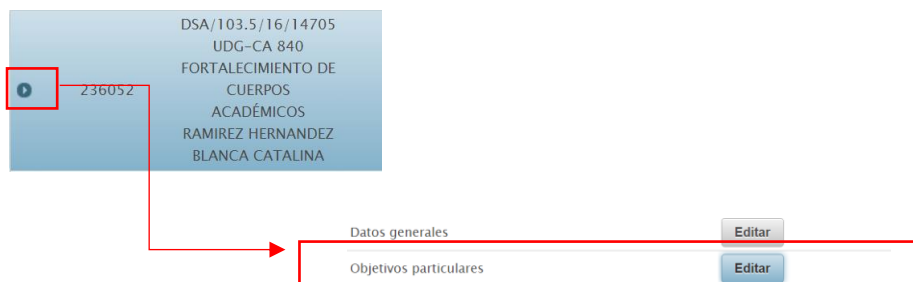 DSA/103.5/16/14705
UDG-CA 840
FORTALECIMIENTO DE
236052 CUERPOS
ACADÉMICOS
RAMIREZ HERNANDEZ
BLANCA CATALINA
Datos generales Editar
Objetivos particulares Editar